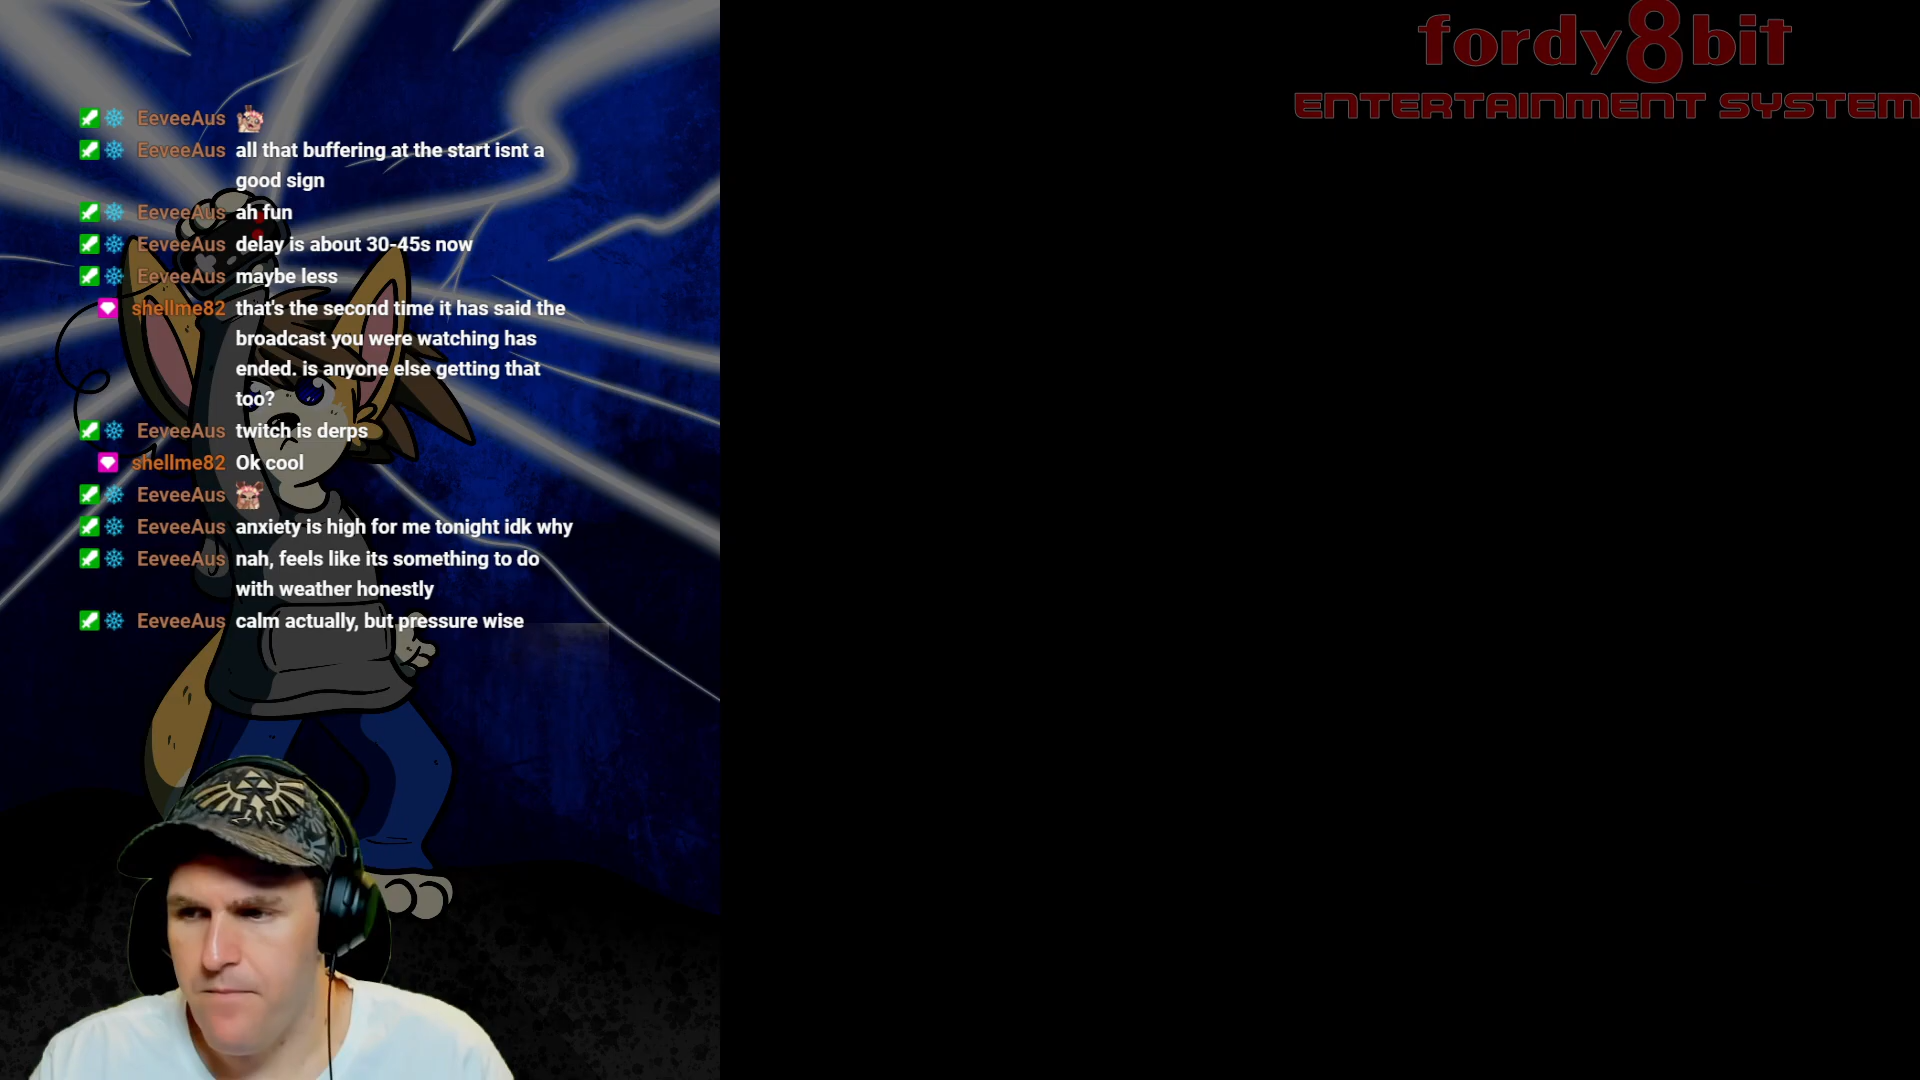 fordy8bit
ENTERTAINMENT SYSTEM
EeveeAus
EeveeAus all that buffering at the start isnt a
good sign
EeveeAus ah fun
EeveeAus delay is about 30-45s now
EeveeAus maybe less
shellme82 that's the second time it has said the
broadcast you were watching has
ended. is anyone else getting that
too?
EeveeAus twitch is derps
shellme82 Ok cool
EeveeAus
EeveeAus anxiety is high for me tonight idk why
EeveeAus nah, feels like its something to do
with weather honestly
EeveeAus calm actually, but pressure wise